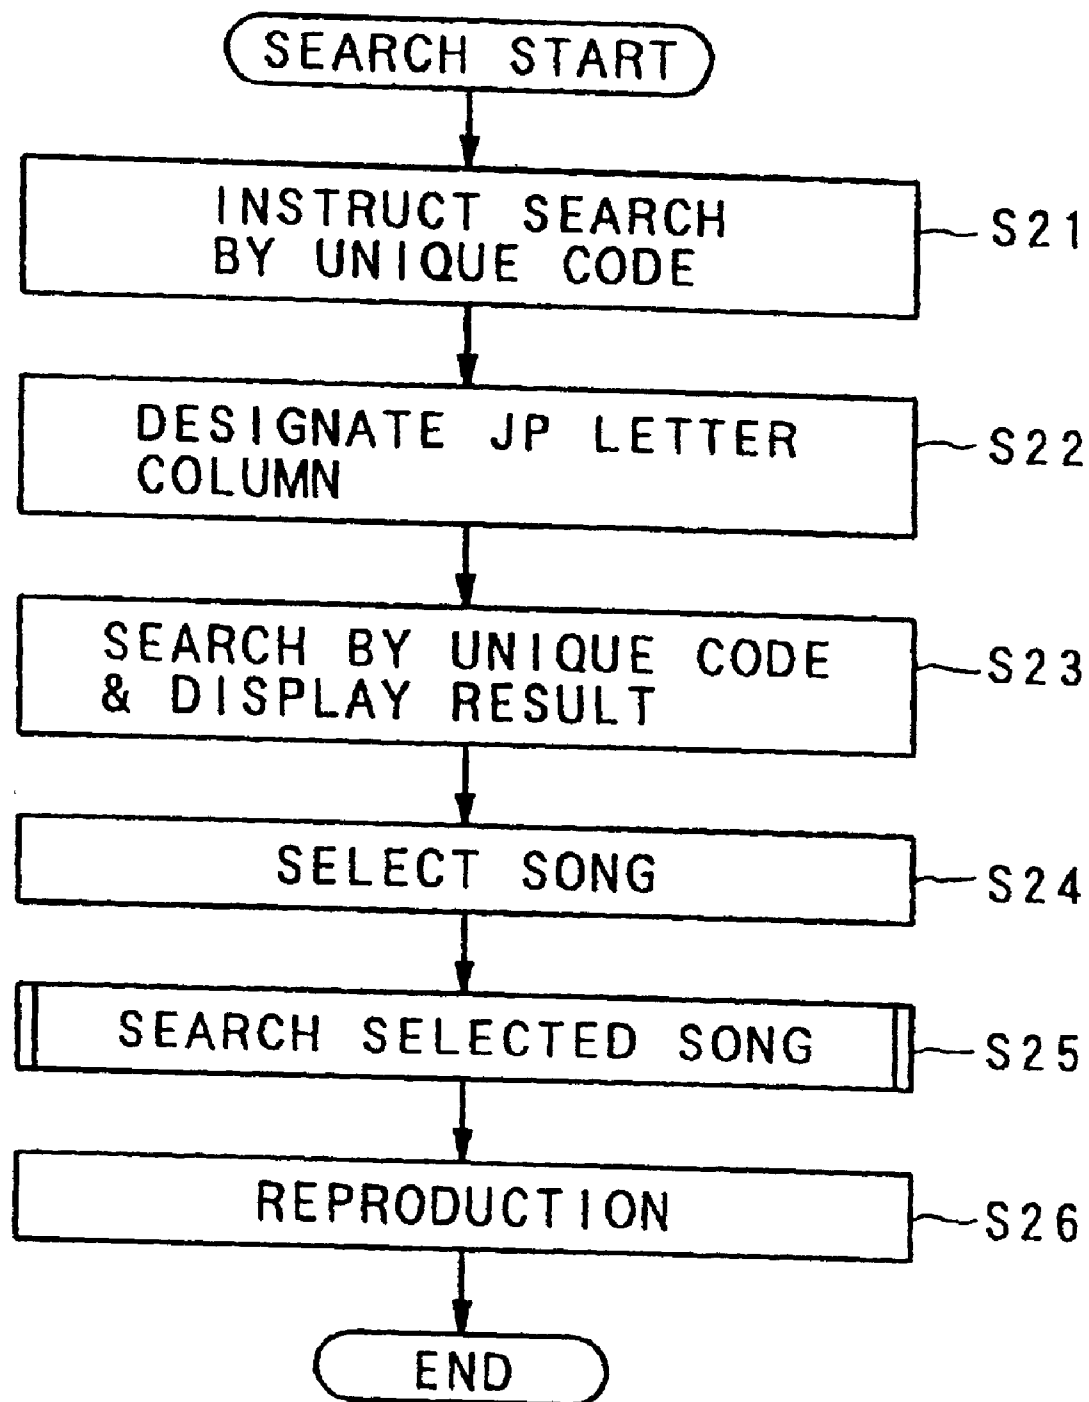 SEARCH START
INSTRUCT SEARCH
BY UNIQUE CODE
S21
DESIGNATE JP LETTER
COLUMN
S22
SEARCH BY UNIQUE CODE
& DISPLAY RESULT
S23
SELECT SONG
S24
SEARCH SELECTED SONG
S25
REPRODUCTION
S26
END